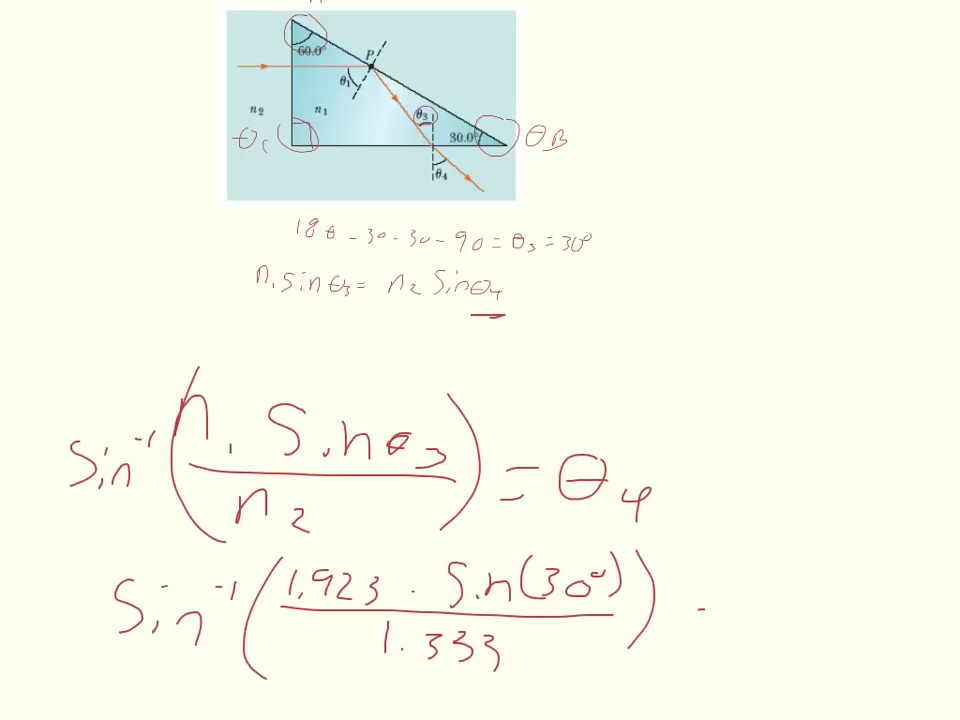 60.0°
P
θ1
n2
n1
θ3
30.0°
θ4
θC
θB
180 - 30 - 30 - 90 = θ3 = 30°
n1 sin θ3 = n2 sin θ4
sin⁻¹(n1 sin θ3 / n2) = θ4
sin⁻¹(1.923 · sin(30°) / 1.333) -